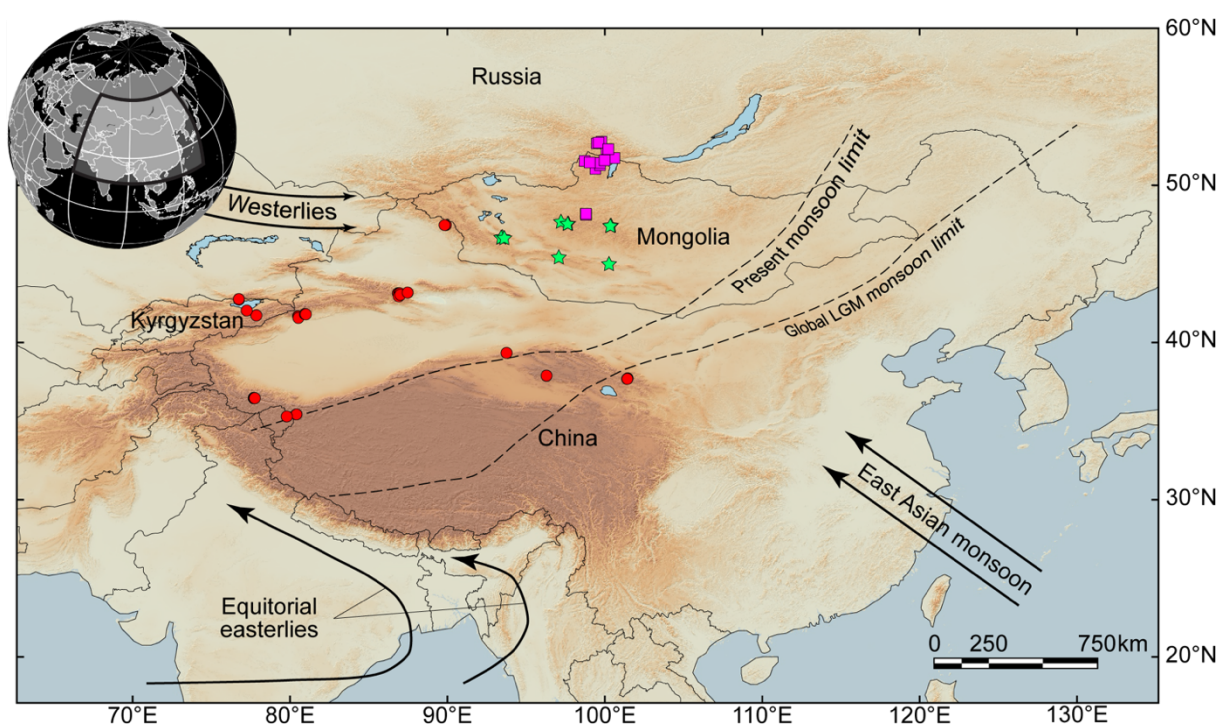 60°N
Russia
50°N
Westerlies
Mongolia
Present monsoon limit
Global LGM monsoon limit
Kyrgyzstan
40°N
China
30°N
East Asian monsoon
Equitorial
easterlies
0 250 750km
20°N
70°E 80°E 90°E 100°E 110°E 120°E 130°E